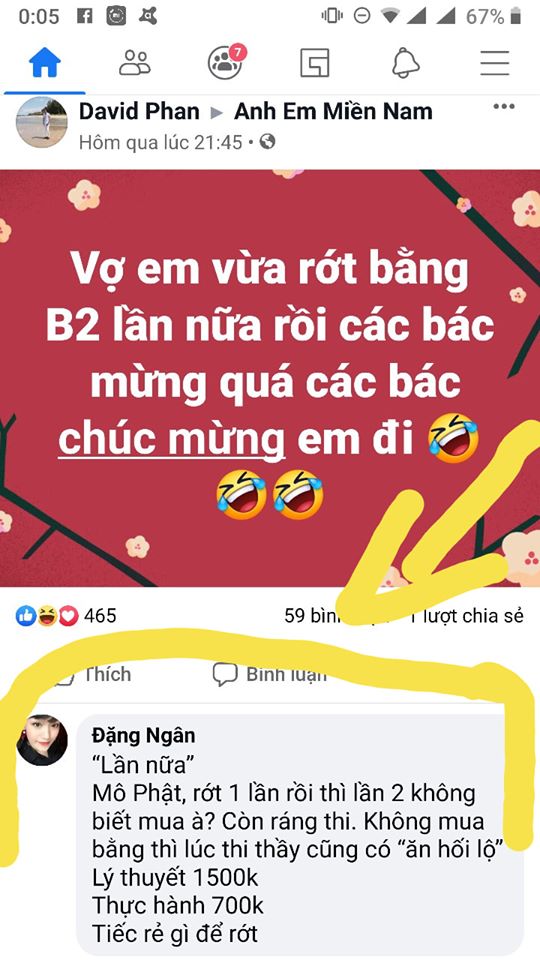 0:05
67%
7
David Phan ▸ Anh Em Miền Nam
Hôm qua lúc 21:45 ·
Vợ em vừa rớt bằng
B2 lần nữa rồi các bác
mừng quá các bác
chúc mừng em đi 🤣
🤣🤣
465
59 1 lượt chia sẻ
Thích
Bình luận
Đặng Ngân
“Lần nữa”
Mô Phật, rớt 1 lần rồi thì lần 2 không
biết mua à? Còn ráng thi. Không mua
bằng thì lúc thi thầy cũng có “ăn hối lộ”
Lý thuyết 1500k
Thực hành 700k
Tiếc rẻ gì để rớt